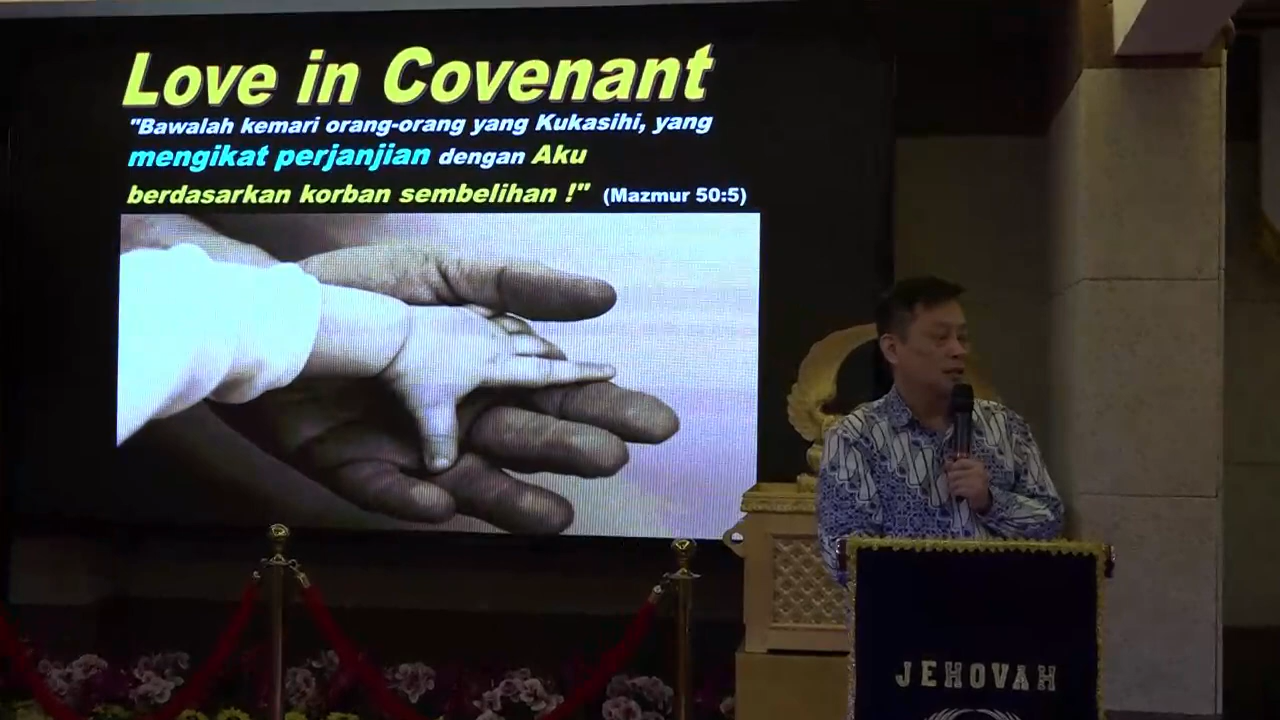 Love in Covenant
"Bawalah kemari orang-orang yang Kukasihi, yang
mengikat perjanjian dengan Aku
berdasarkan korban sembelihan !" (Mazmur 50:5)
JEHOVAH